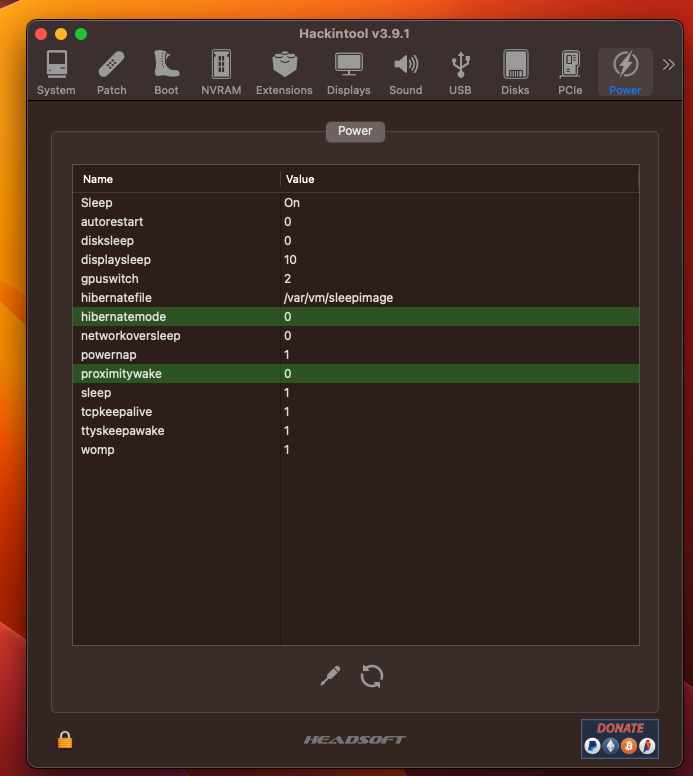 Hackintool v3.9.1
System Patch Boot NVRAM Extensions Displays Sound USB Disks PCIe Power
Power
Name Value
Sleep On
autorestart 0
disksleep 0
displaysleep 10
gpuswitch 2
hibernatefile /var/vm/sleepimage
hibernatemode 0
networkoversleep 0
powernap 1
proximitywake 0
sleep 1
tcpkeepalive 1
ttyskeepawake 1
womp 1
HEADSOFT
DONATE